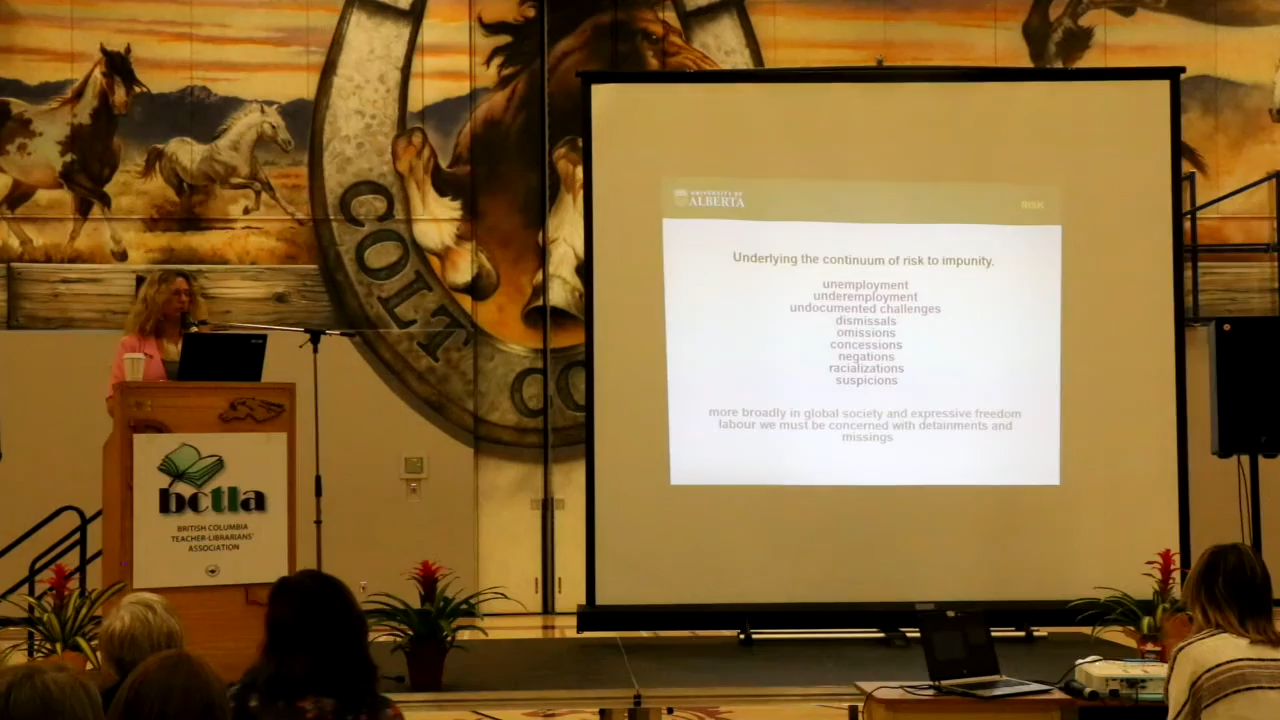 COLT
CO
UNIVERSITY OF
ALBERTA
RISK
Underlying the continuum of risk to impunity.
unemployment
underemployment
undocumented challenges
dismissals
omissions
concessions
negations
racializations
suspicions
more broadly in global society and expressive freedom
labour we must be concerned with detainments and
missings
bctla
BRITISH COLUMBIA
TEACHER-LIBRARIANS'
ASSOCIATION